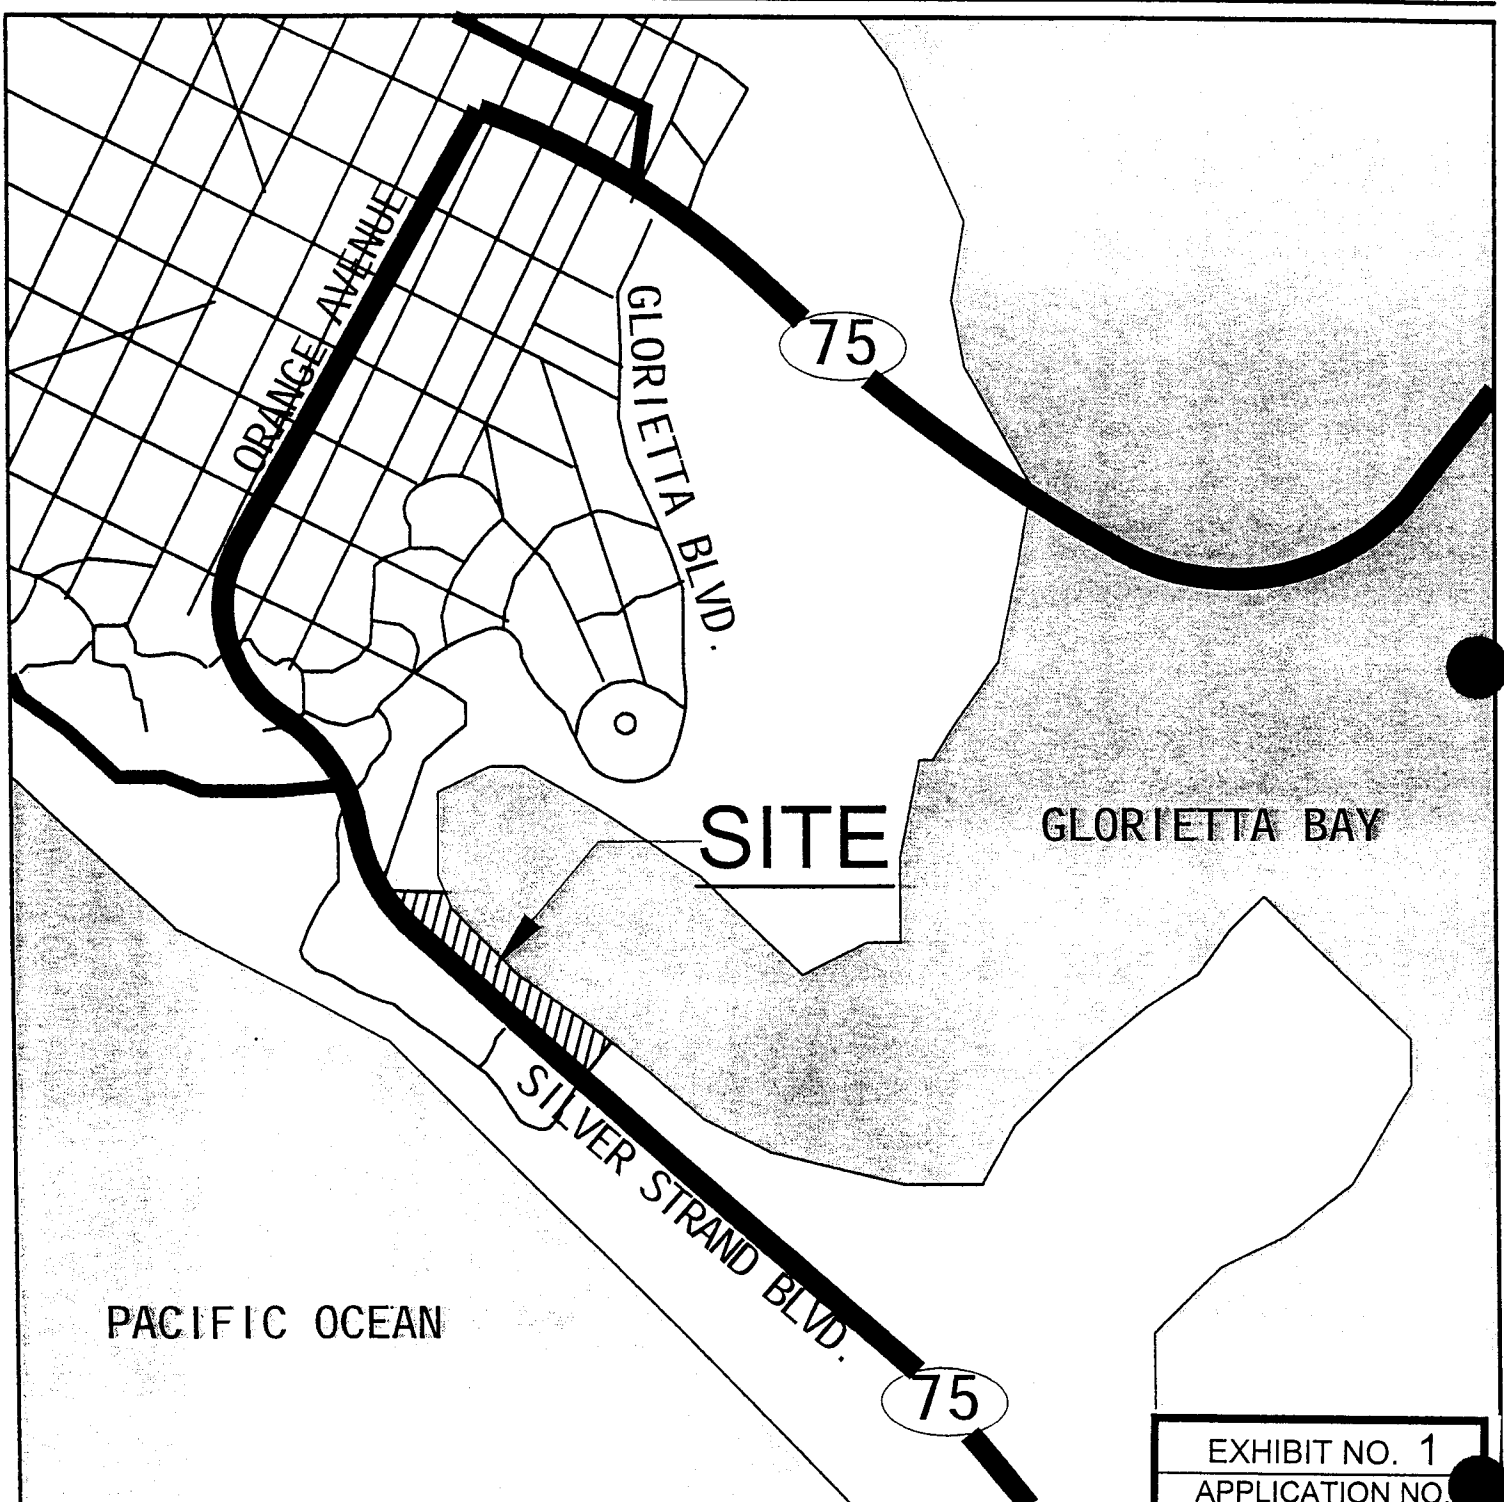 ORANGE AVENUE
GLORIETTA BLVD.
75
SITE
GLORIETTA BAY
SILVER STRAND BLVD.
PACIFIC OCEAN
75
EXHIBIT NO. 1
APPLICATION NO.